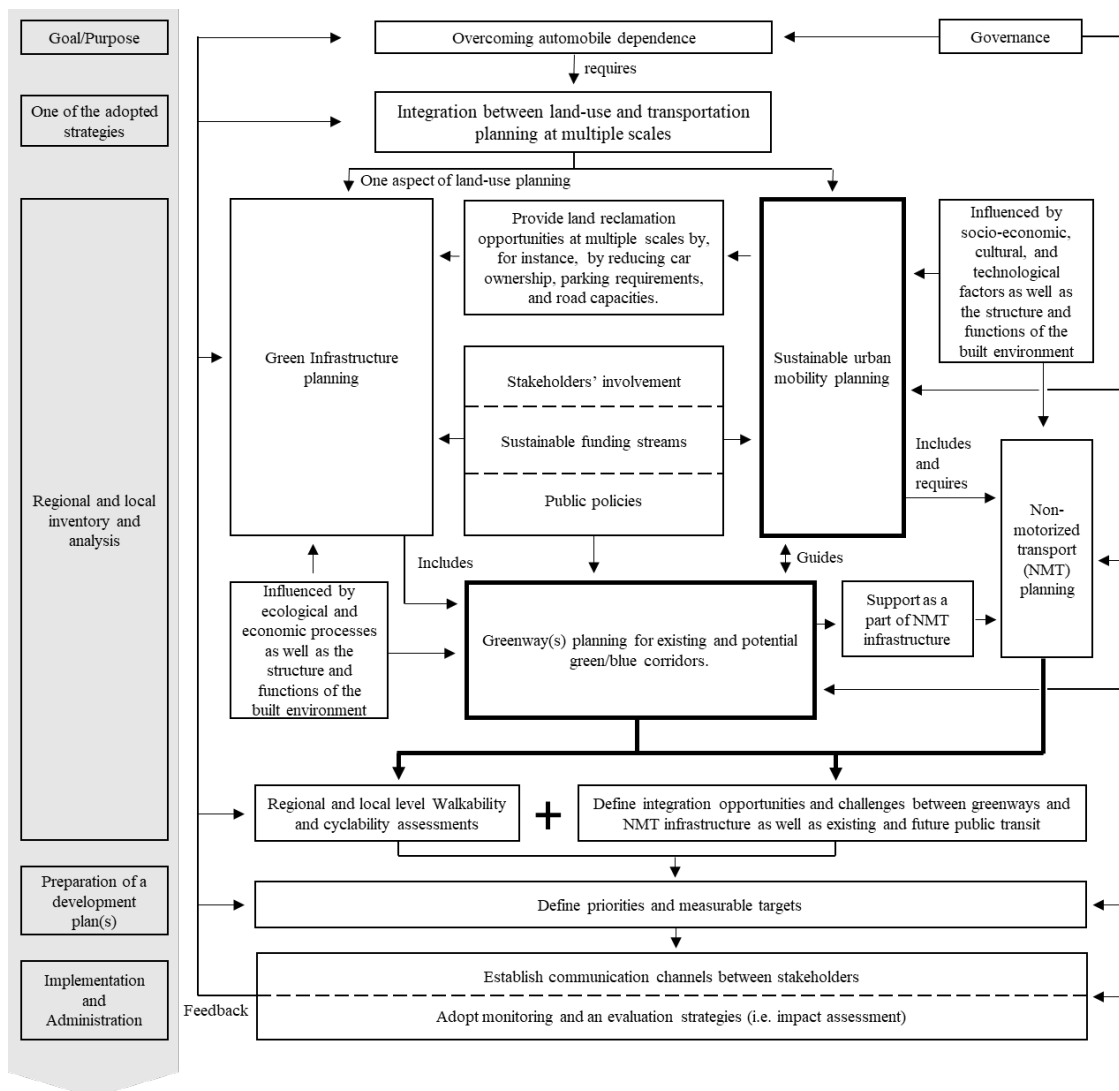 Goal/Purpose
Overcoming automobile dependence
Governance
requires
One of the adopted
strategies
Integration between land-use and transportation
planning at multiple scales
One aspect of land-use planning
Regional and local
inventory and
analysis
Green Infrastructure
planning
Provide land reclamation
opportunities at multiple scales by,
for instance, by reducing car
ownership, parking requirements,
and road capacities.
Sustainable urban
mobility planning
Influenced by
socio-economic,
cultural, and
technological
factors as well as
the structure and
functions of the
built environment
Stakeholders’ involvement
Sustainable funding streams
Public policies
Includes
and
requires
Non-
motorized
transport
(NMT)
planning
Includes
Guides
Influenced by
ecological and
economic processes
as well as the
structure and
functions of the
built environment
Greenway(s) planning for existing and potential
green/blue corridors.
Support as a
part of NMT
infrastructure
Regional and local level Walkability
and cyclability assessments
+
Define integration opportunities and challenges between greenways and
NMT infrastructure as well as existing and future public transit
Preparation of a
development
plan(s)
Define priorities and measurable targets
Implementation
and
Administration
Feedback
Establish communication channels between stakeholders
Adopt monitoring and an evaluation strategies (i.e. impact assessment)